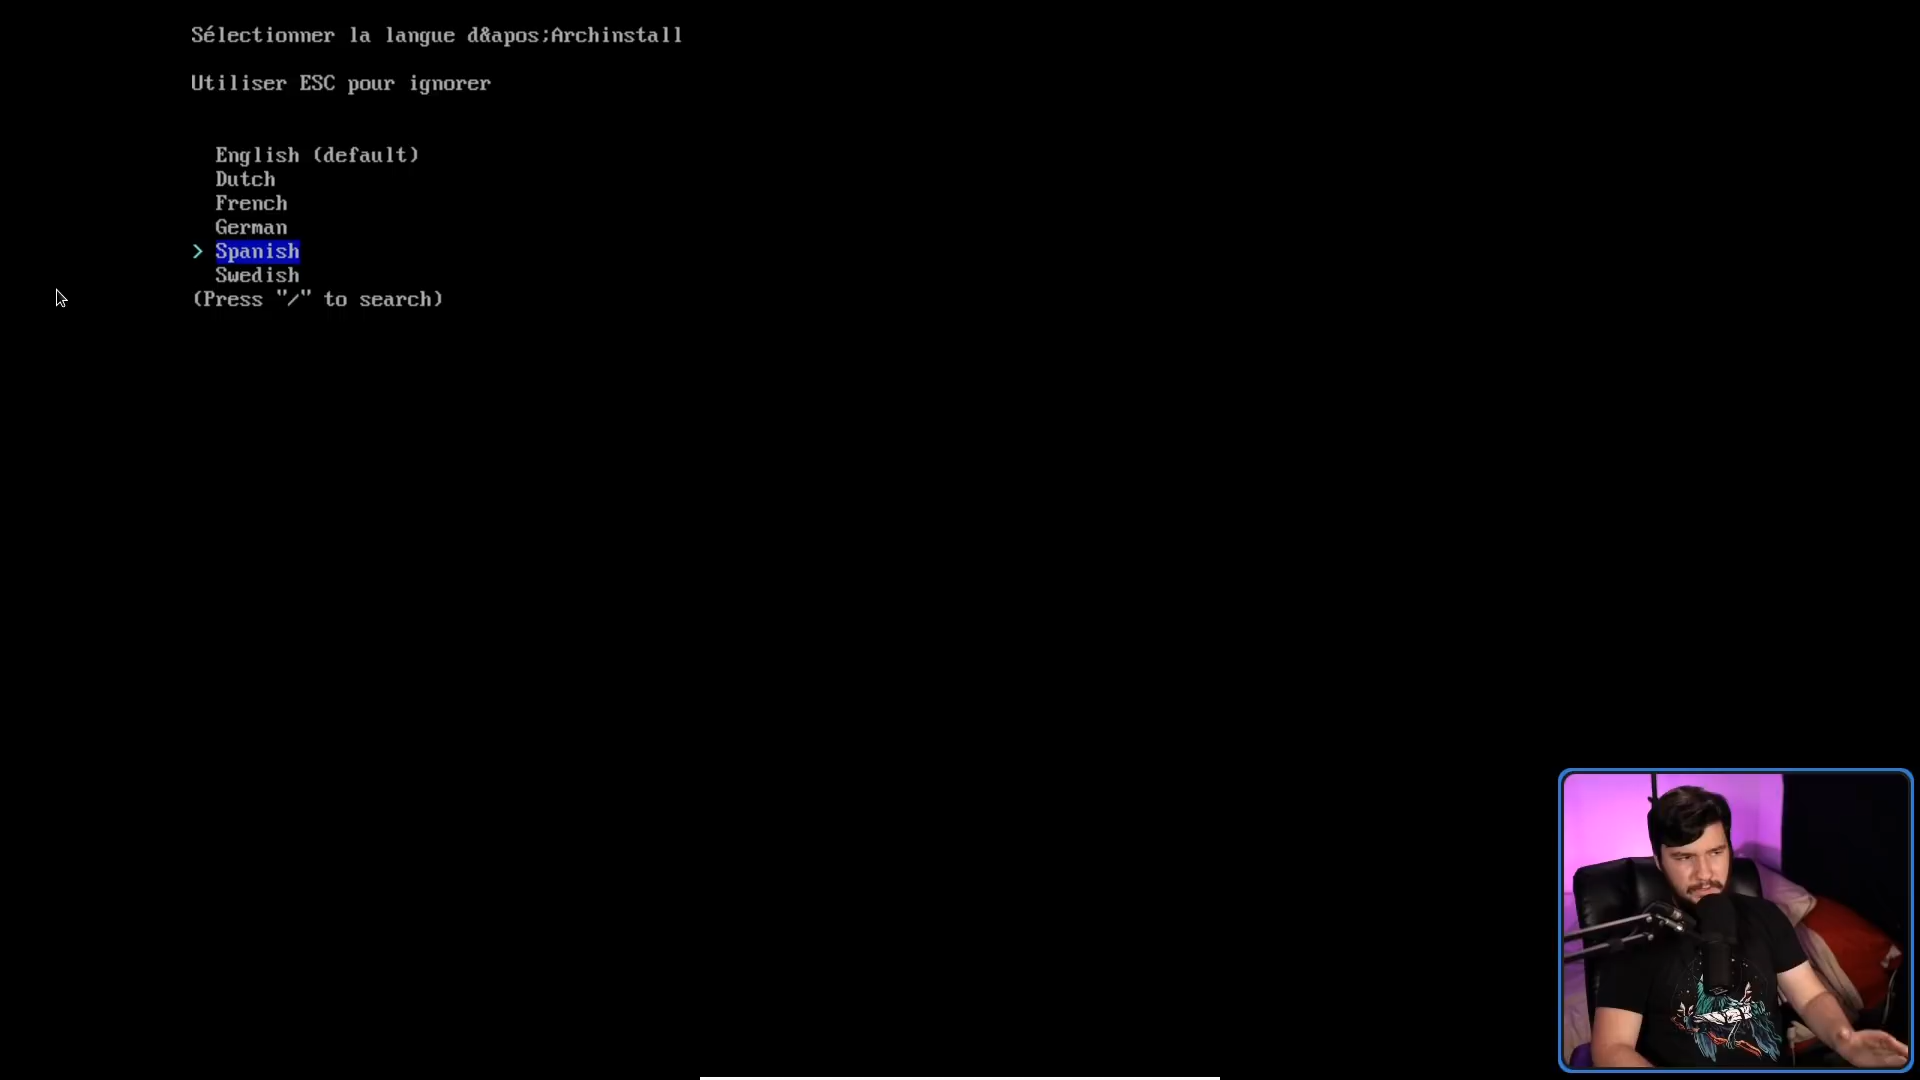 Sélectionner la langue d&apos;Archinstall
Utiliser ESC pour ignorer
English (default)
Dutch
French
German
> Spanish
Swedish
(Press "/" to search)